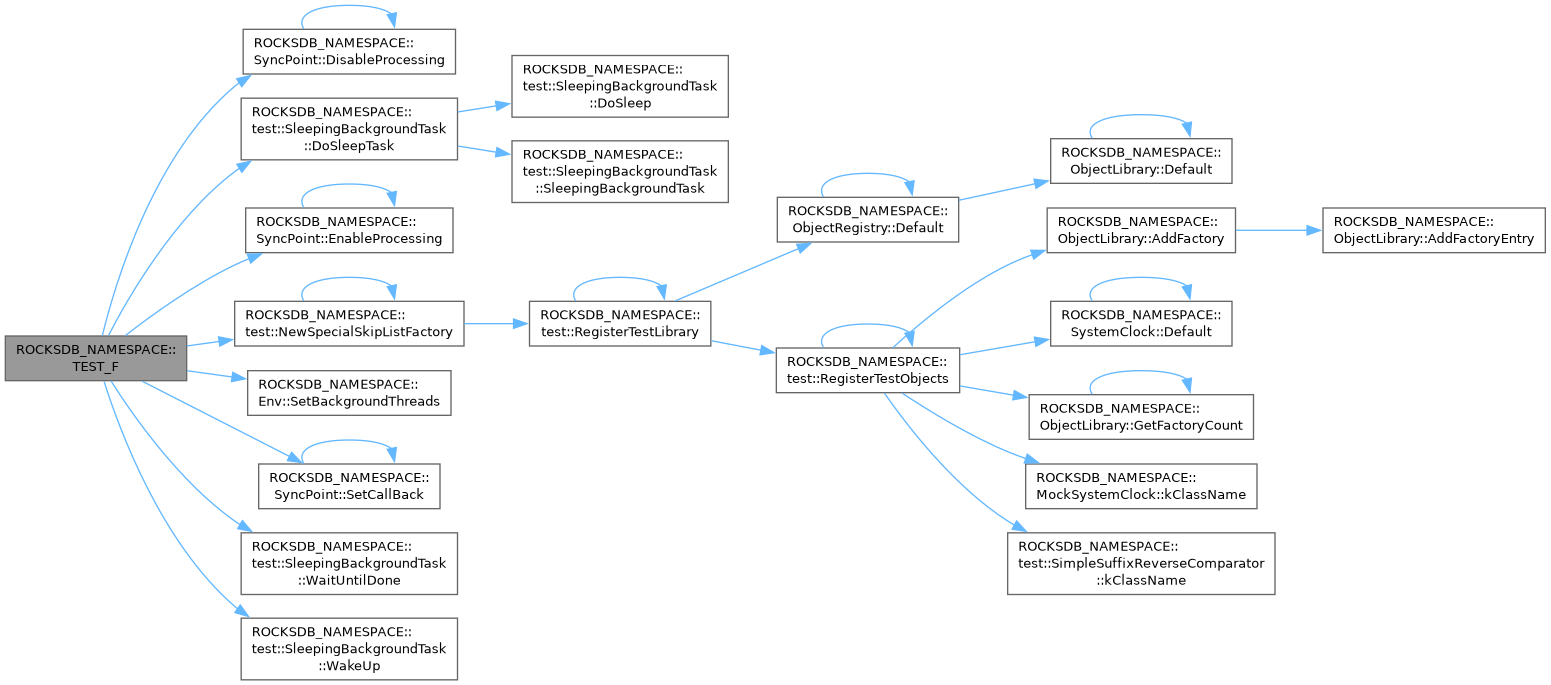 ROCKSDB_NAMESPACE::
TEST_F
ROCKSDB_NAMESPACE::
SyncPoint::DisableProcessing
ROCKSDB_NAMESPACE::
test::SleepingBackgroundTask
::DoSleepTask
ROCKSDB_NAMESPACE::
test::SleepingBackgroundTask
::DoSleep
ROCKSDB_NAMESPACE::
test::SleepingBackgroundTask
::SleepingBackgroundTask
ROCKSDB_NAMESPACE::
SyncPoint::EnableProcessing
ROCKSDB_NAMESPACE::
test::NewSpecialSkipListFactory
ROCKSDB_NAMESPACE::
test::RegisterTestLibrary
ROCKSDB_NAMESPACE::
ObjectRegistry::Default
ROCKSDB_NAMESPACE::
ObjectLibrary::Default
ROCKSDB_NAMESPACE::
test::RegisterTestObjects
ROCKSDB_NAMESPACE::
ObjectLibrary::AddFactory
ROCKSDB_NAMESPACE::
ObjectLibrary::AddFactoryEntry
ROCKSDB_NAMESPACE::
SystemClock::Default
ROCKSDB_NAMESPACE::
ObjectLibrary::GetFactoryCount
ROCKSDB_NAMESPACE::
MockSystemClock::kClassName
ROCKSDB_NAMESPACE::
test::SimpleSuffixReverseComparator
::kClassName
ROCKSDB_NAMESPACE::
Env::SetBackgroundThreads
ROCKSDB_NAMESPACE::
SyncPoint::SetCallBack
ROCKSDB_NAMESPACE::
test::SleepingBackgroundTask
::WaitUntilDone
ROCKSDB_NAMESPACE::
test::SleepingBackgroundTask
::WakeUp